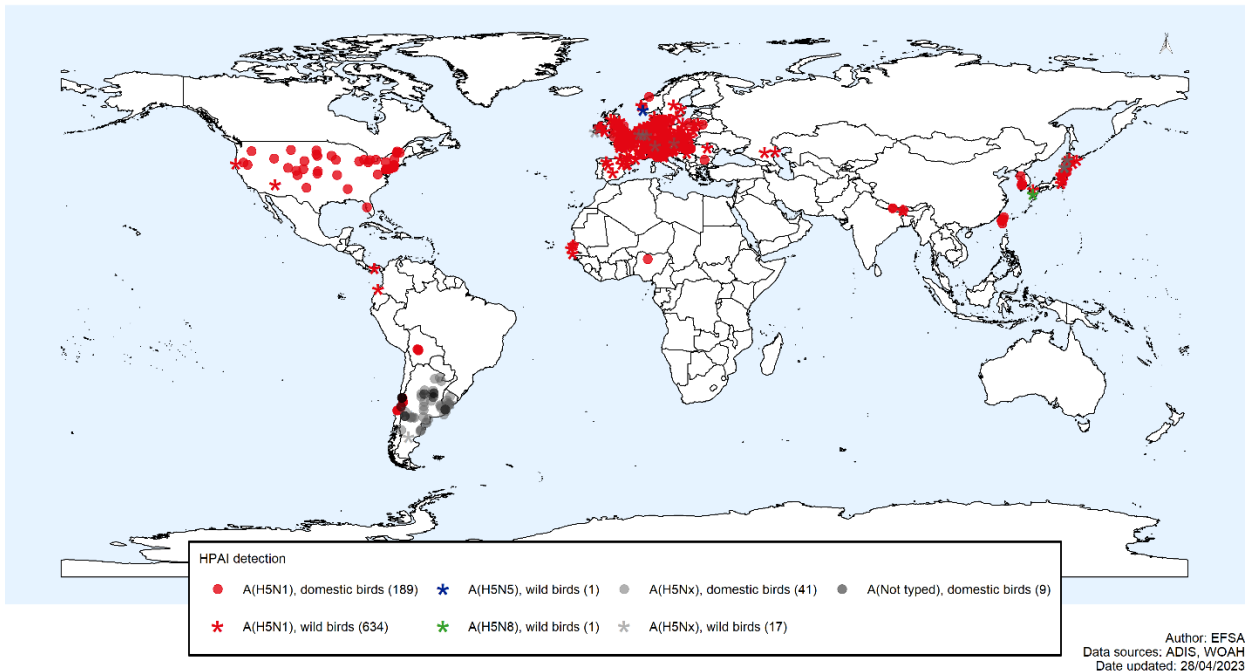 HPAI detection
A(H5N1), domestic birds (189)
A(H5N5), wild birds (1)
A(H5Nx), domestic birds (41)
A(Not typed), domestic birds (9)
A(H5N1), wild birds (634)
A(H5N8), wild birds (1)
A(H5Nx), wild birds (17)
Author: EFSA
Data sources: ADIS, WOAH
Date updated: 28/04/2023